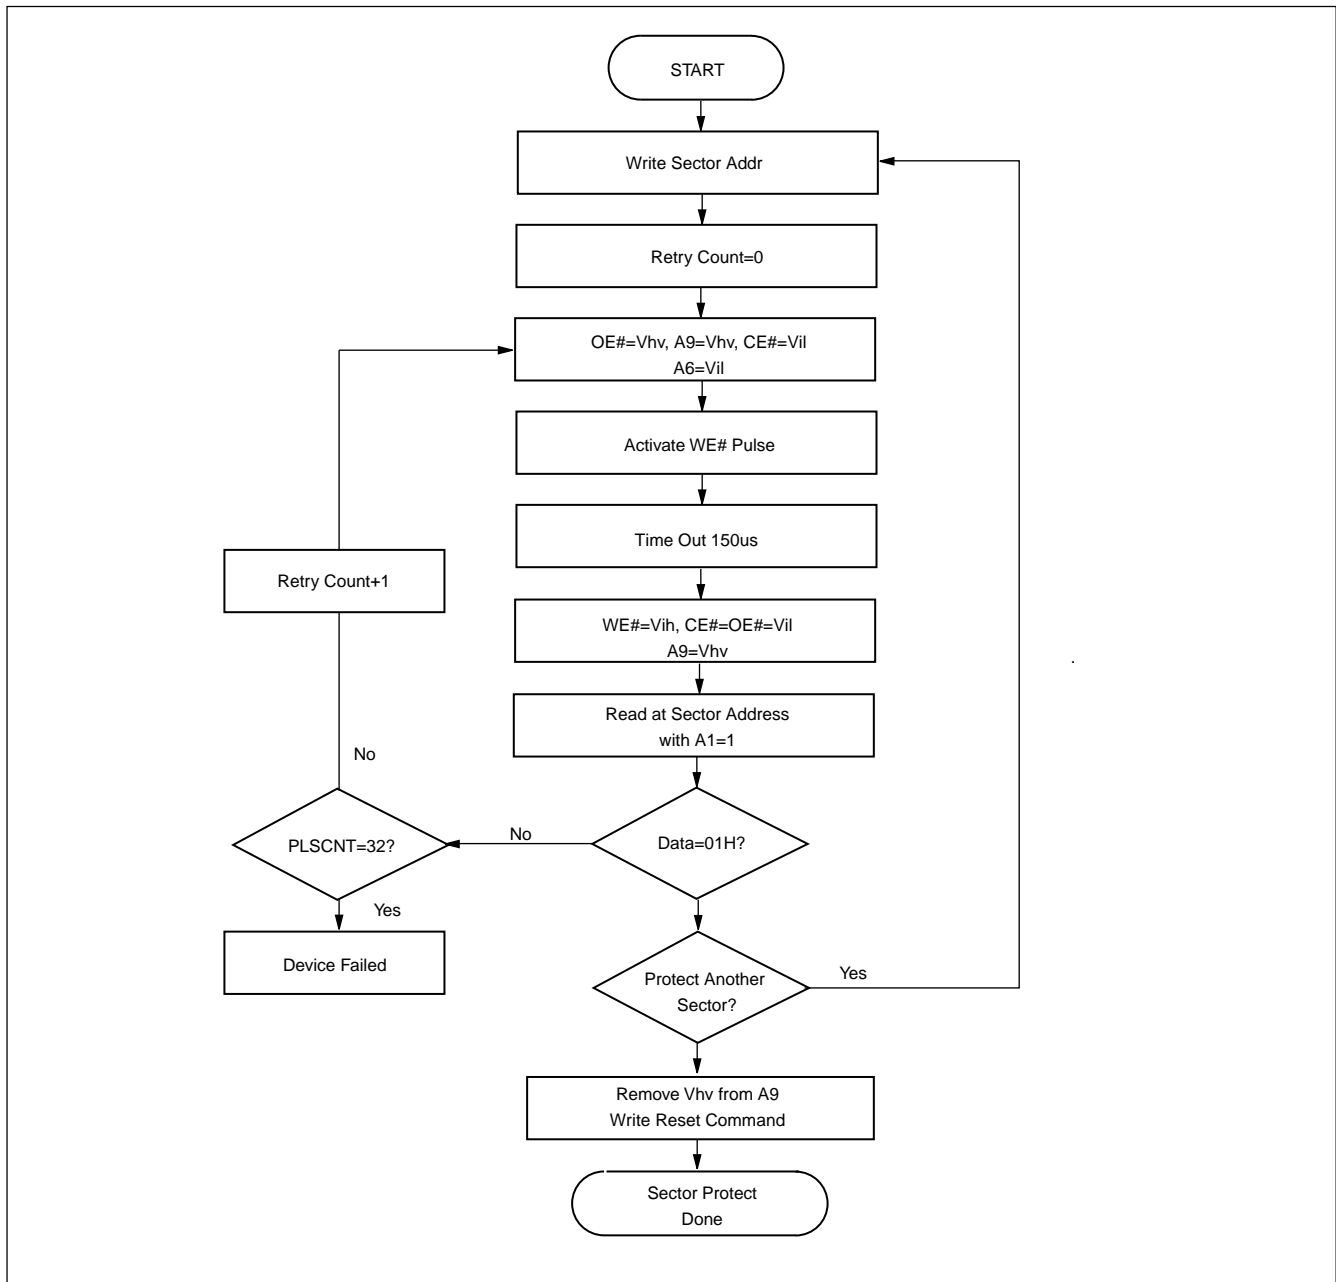 START
Write Sector Addr
Retry Count=0
OE#=Vhv, A9=Vhv, CE#=Vil
A6=Vil
Activate WE# Pulse
Time Out 150us
Retry Count+1
WE#=Vih, CE#=OE#=Vil
A9=Vhv
Read at Sector Address
with A1=1
No
PLSCNT=32?
No
Data=01H?
Yes
Device Failed
Protect Another
Sector?
Yes
Remove Vhv from A9
Write Reset Command
Sector Protect
Done